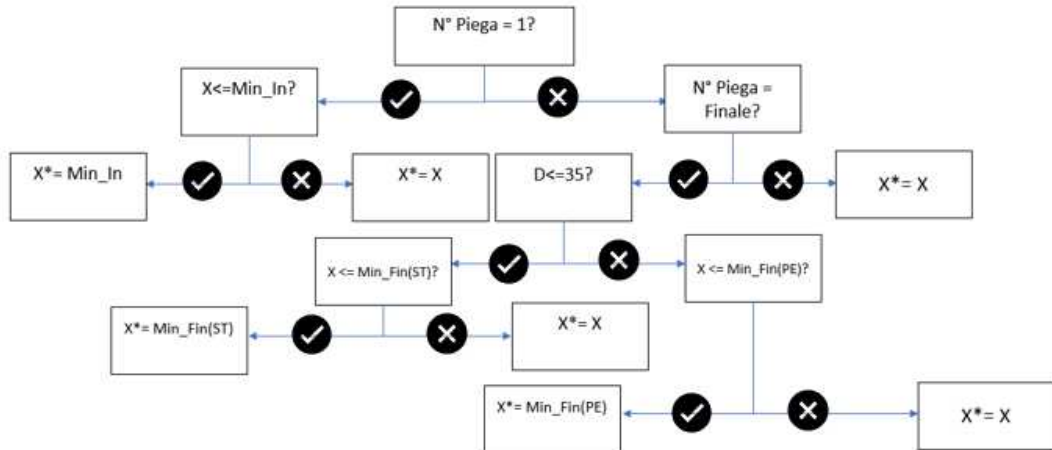 N° Piega = 1?
X<=Min_In?
N° Piega =
Finale?
X*= Min_In
X*= X
D<=35?
X*= X
X <= Min_Fin(ST)?
X <= Min_Fin(PE)?
X*= Min_Fin(ST)
X*= X
X*= Min_Fin(PE)
X*= X